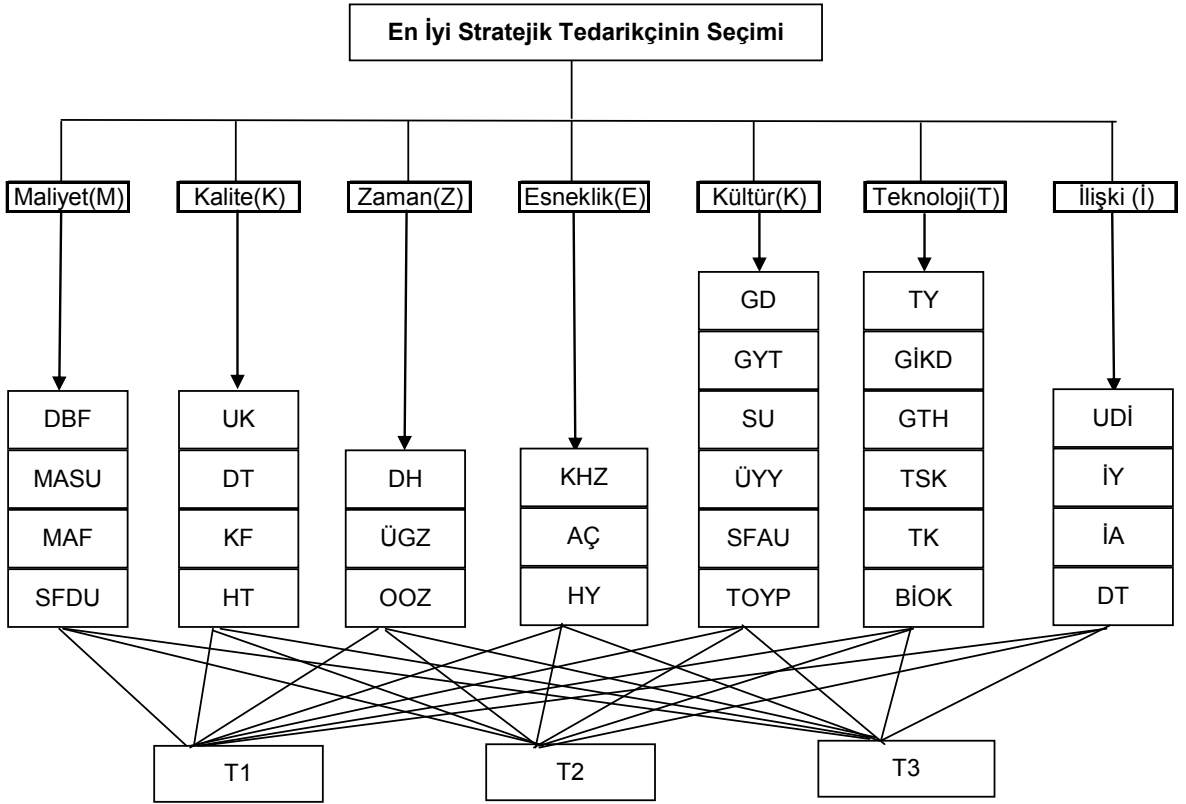 En İyi Stratejik Tedarikçinin Seçimi
Maliyet(M)
Kalite(K)
Zaman(Z)
Esneklik(E)
Kültür(K)
Teknoloji(T)
İlişki (İ)
DBF
MASU
MAF
SFDU
UK
DT
KF
HT
DH
ÜGZ
OOZ
KHZ
AÇ
HY
GD
GYT
SU
ÜYY
SFAU
TOYP
TY
GİKD
GTH
TSK
TK
BİOK
UDİ
İY
İA
DT
T1
T2
T3